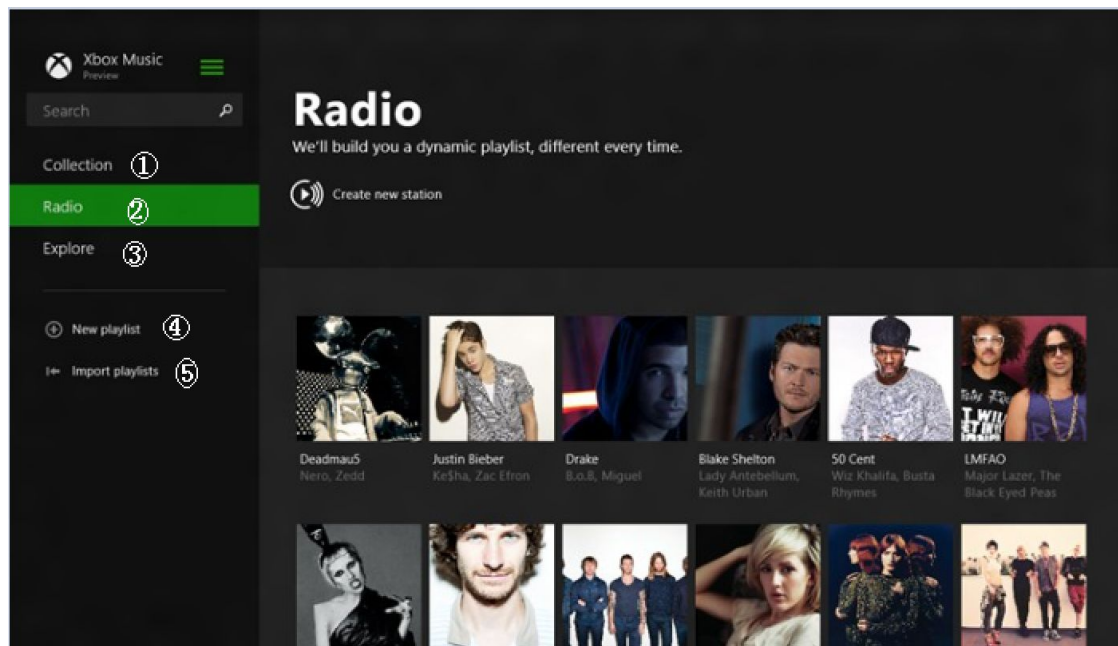 Xbox Music
Preview
Search
Collection ①
Radio ②
Explore ③
New playlist ④
Import playlists ⑤
Radio
We'll build you a dynamic playlist, different every time.
Create new station
Deadmau5
Nero, Zedd
Justin Bieber
Ke$ha, Zac Efron
Drake
B.o.B, Miguel
Blake Shelton
Lady Antebellum,
Keith Urban
50 Cent
Wiz Khalifa, Busta
Rhymes
LMFAO
Major Lazer, The
Black Eyed Peas